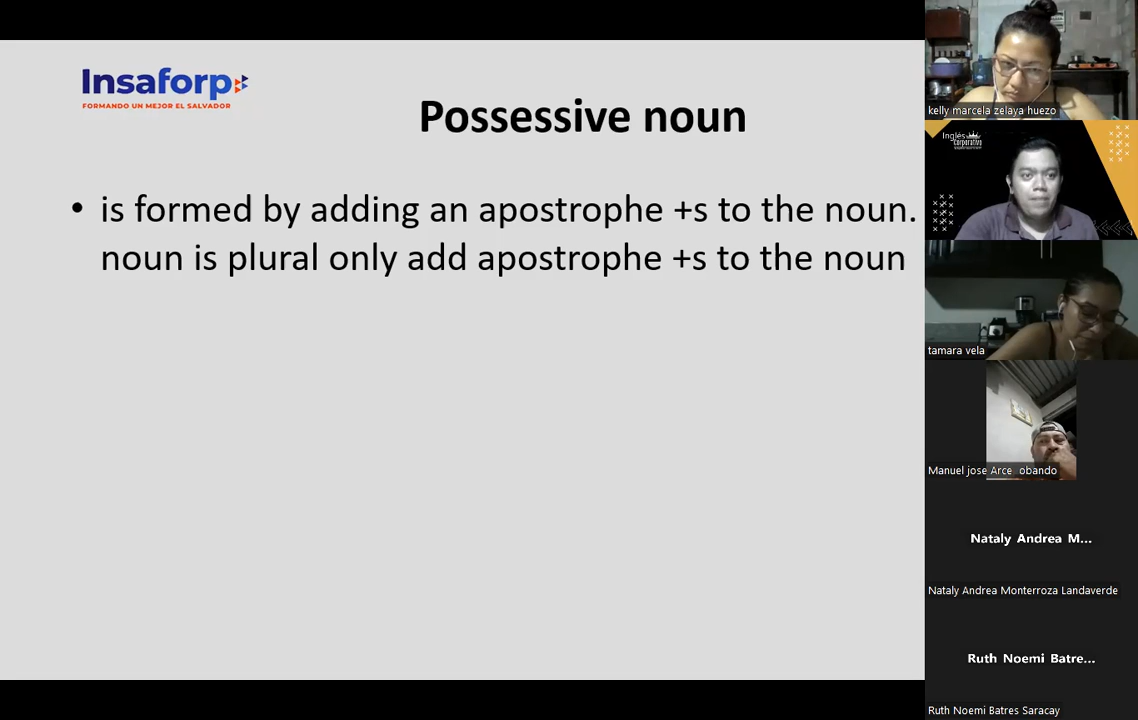 Insaforp
FORMANDO UN MEJOR EL SALVADOR
Possessive noun
• is formed by adding an apostrophe +s to the noun.
noun is plural only add apostrophe +s to the noun
kelly marcela zelaya huezo
Inglés
Corporativo
tamara vela
Manuel jose Arce obando
Nataly Andrea M...
Nataly Andrea Monterroza Landaverde
Ruth Noemi Batre...
Ruth Noemi Batres Saracay